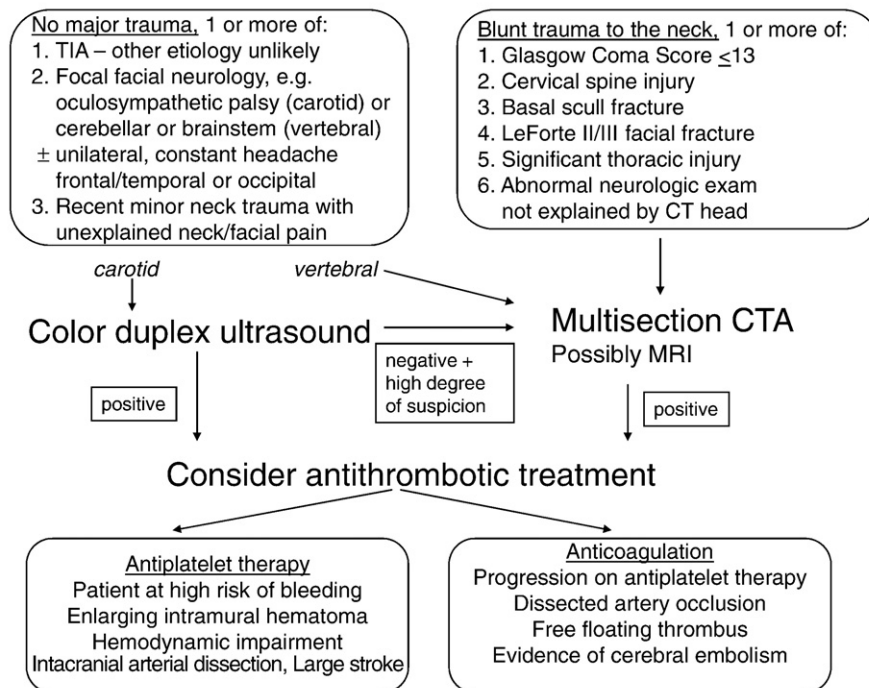 No major trauma, 1 or more of:
1. TIA – other etiology unlikely
2. Focal facial neurology, e.g.
oculosympathetic palsy (carotid) or
cerebellar or brainstem (vertebral)
± unilateral, constant headache
frontal/temporal or occipital
3. Recent minor neck trauma with
unexplained neck/facial pain
Blunt trauma to the neck, 1 or more of:
1. Glasgow Coma Score ≤13
2. Cervical spine injury
3. Basal scull fracture
4. LeForte II/III facial fracture
5. Significant thoracic injury
6. Abnormal neurologic exam
not explained by CT head
carotid
vertebral
Color duplex ultrasound
Multisection CTA
Possibly MRI
negative +
high degree
of suspicion
positive
positive
Consider antithrombotic treatment
Antiplatelet therapy
Patient at high risk of bleeding
Enlarging intramural hematoma
Hemodynamic impairment
Intacranial arterial dissection, Large stroke
Anticoagulation
Progression on antiplatelet therapy
Dissected artery occlusion
Free floating thrombus
Evidence of cerebral embolism